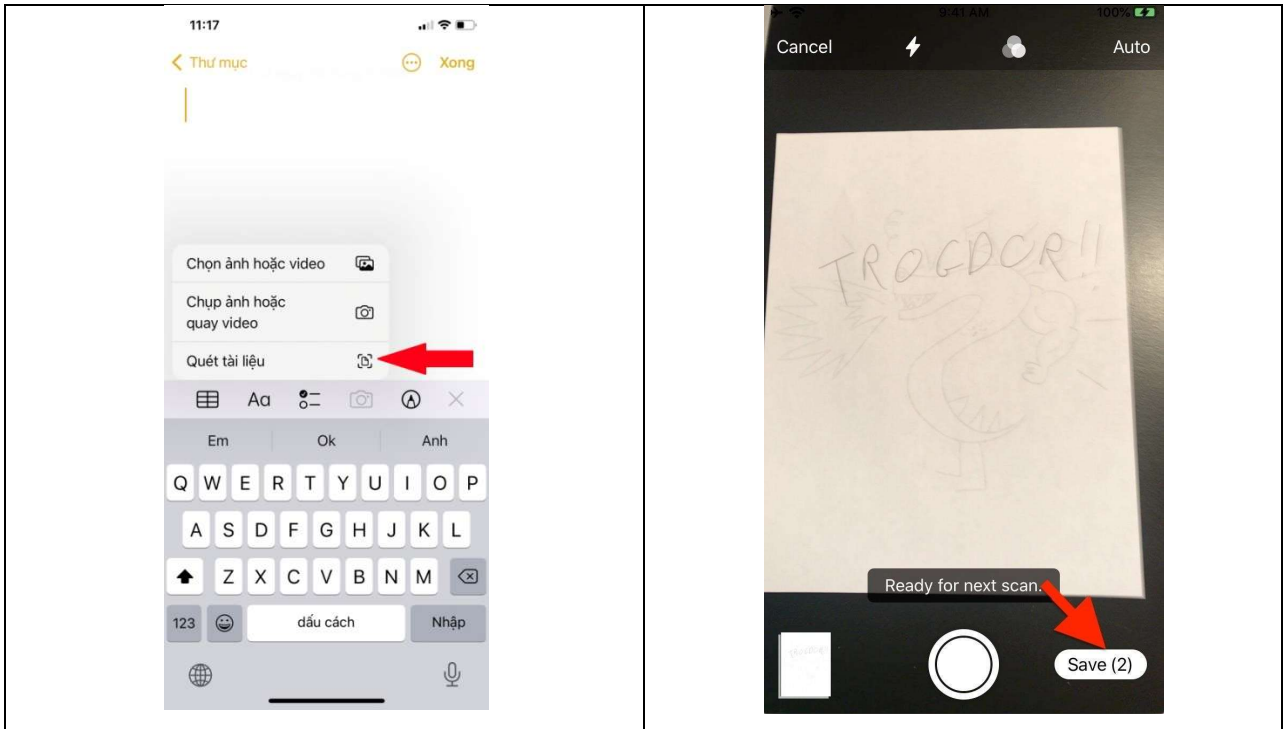 11:17
Thư mục
Xong
Chọn ảnh hoặc video
Chụp ảnh hoặc
quay video
Quét tài liệu
Aa
Em Ok Anh
Q W E R T Y U I O P
A S D F G H J K L
Z X C V B N M
123 dấu cách Nhập
9:41 AM 100%
Cancel Auto
TROGDOR!!
Ready for next scan.
Save (2)